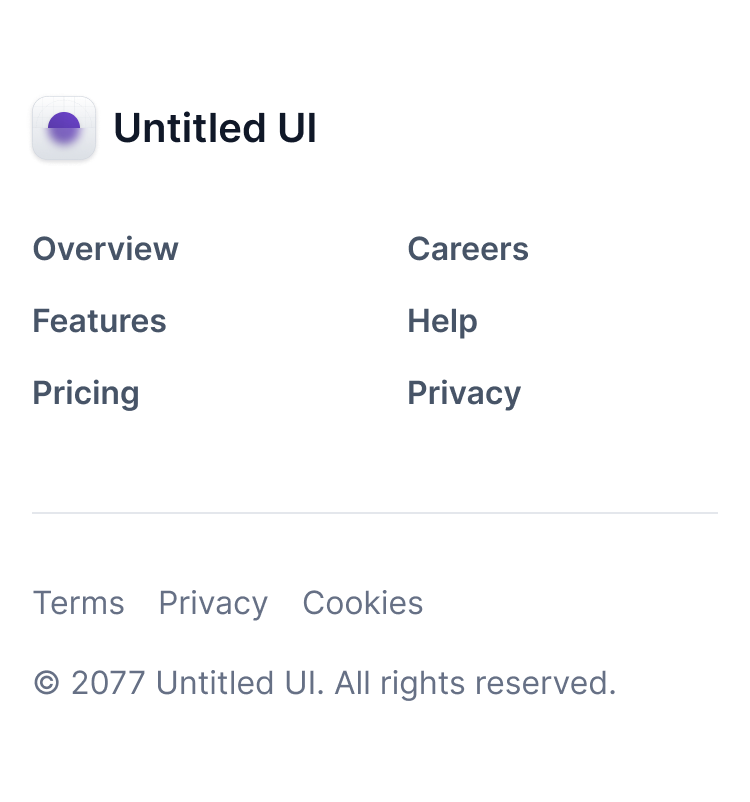 Untitled UI
Overview
Features
Pricing
Careers
Help
Privacy
Terms Privacy Cookies
© 2077 Untitled UI. All rights reserved.